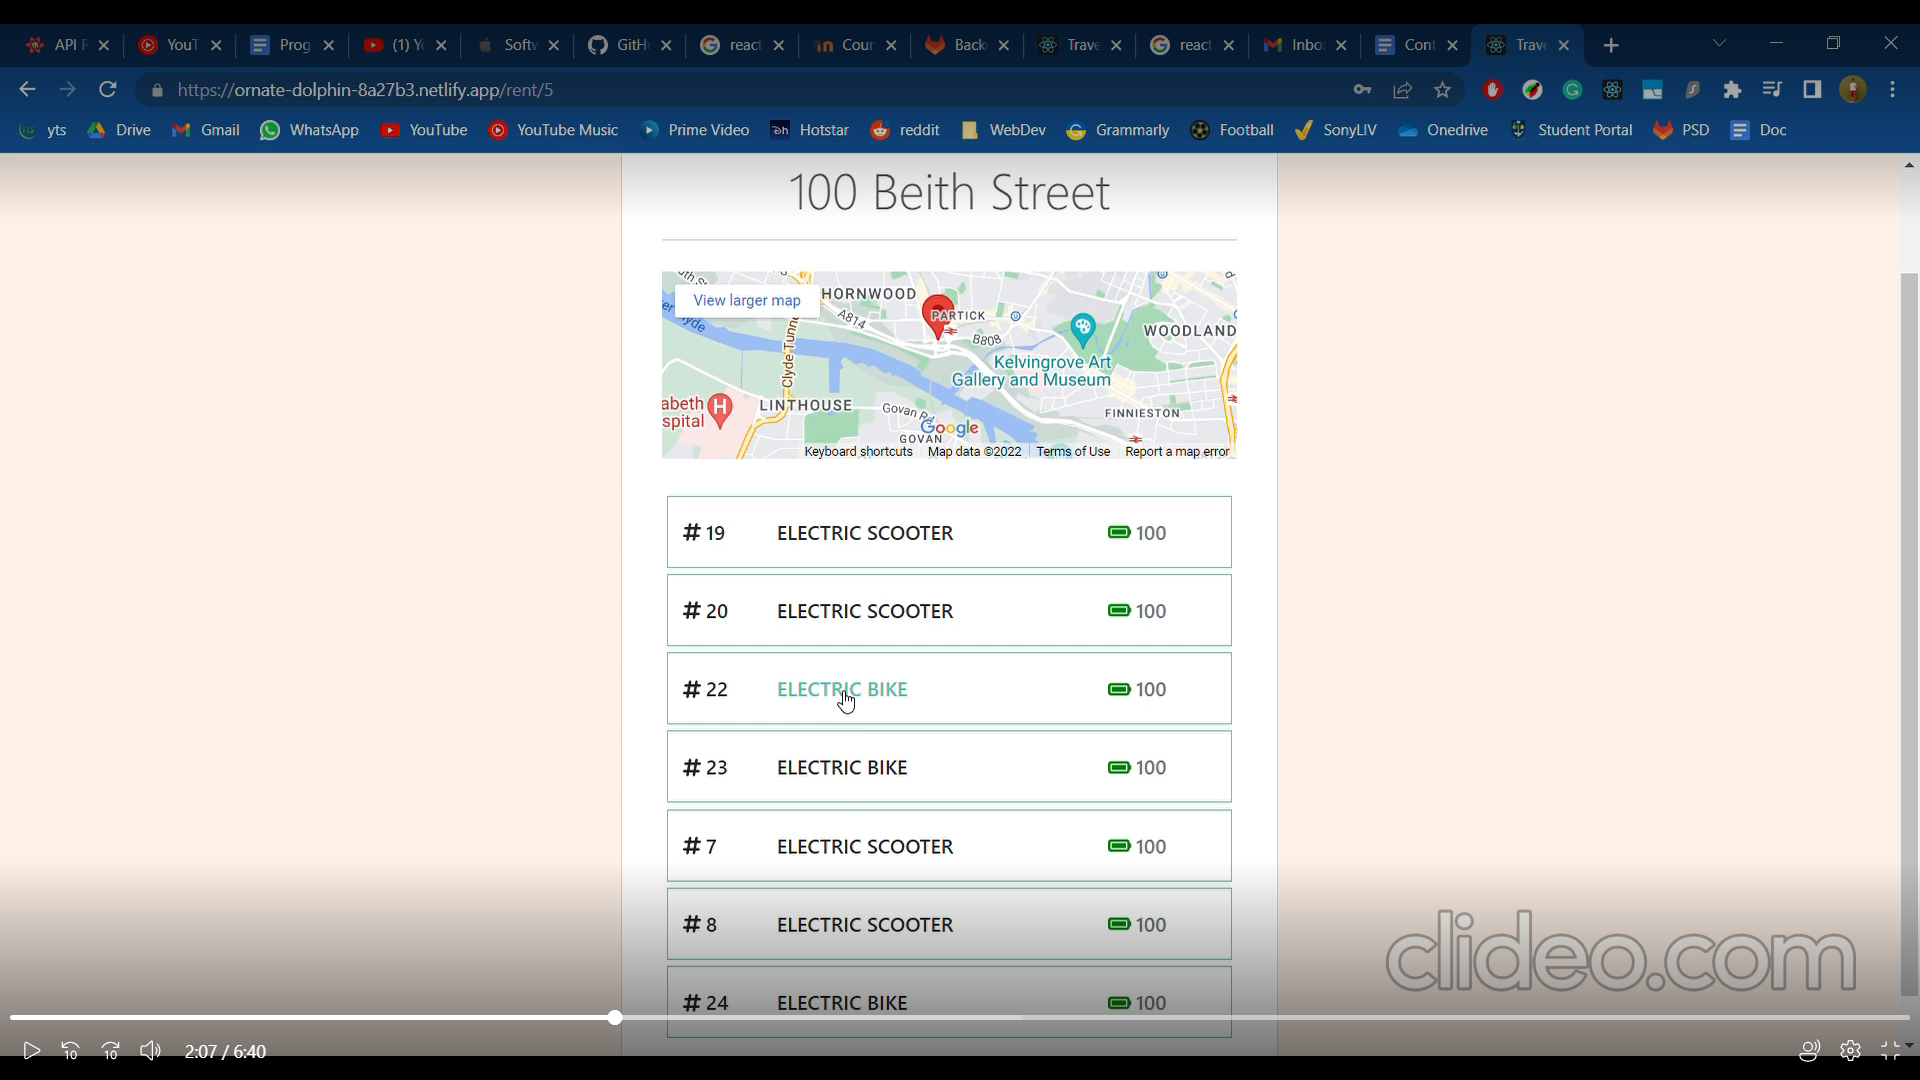 API R
YouT
Prog
(1) Yo
Softw
GitHu
react
Cour
Back
Trave
react
Inbo
Cont
Trave
https://ornate-dolphin-8a27b3.netlify.app/rent/5
yts
Drive
Gmail
WhatsApp
YouTube
YouTube Music
Prime Video
Hotstar
reddit
WebDev
Grammarly
Football
SonyLIV
Onedrive
Student Portal
PSD
Doc
100 Beith Street
View larger map
HORNWOOD
A814
PARTICK
B808
WOODLAND
Clyde Tunne
Kelvingrove Art
Gallery and Museum
abeth
spital
H
LINTHOUSE
Govan Rd
FINNIESTON
Google
GOVAN
Keyboard shortcuts
Map data ©2022
Terms of Use
Report a map error
# 19 ELECTRIC SCOOTER 100
# 20 ELECTRIC SCOOTER 100
# 22 ELECTRIC BIKE 100
# 23 ELECTRIC BIKE 100
# 7 ELECTRIC SCOOTER 100
# 8 ELECTRIC SCOOTER 100
clideo.com
# 24 ELECTRIC BIKE 100
10
10
2:07 / 6:40